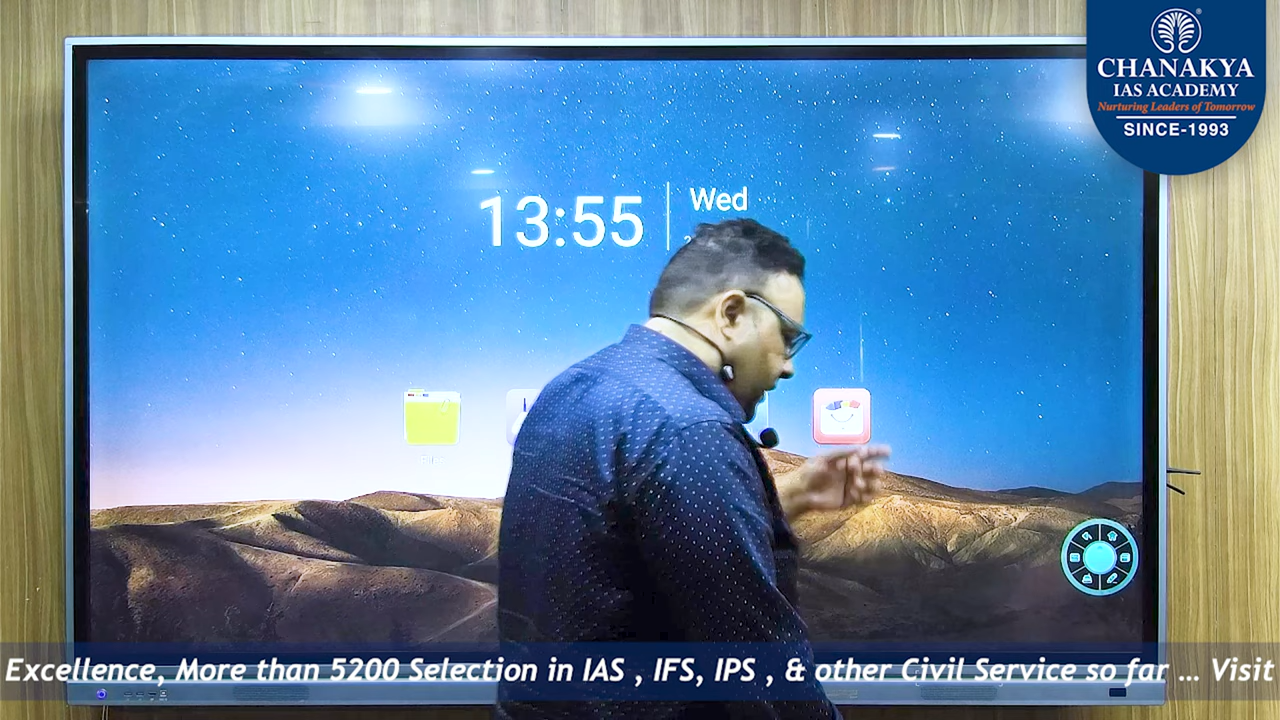 CHANAKYA
IAS ACADEMY
Nurturing Leaders of Tomorrow
SINCE-1993
13:55
Wed
Excellence, More than 5200 Selection in IAS , IFS, IPS , & other Civil Service so far ... Visit